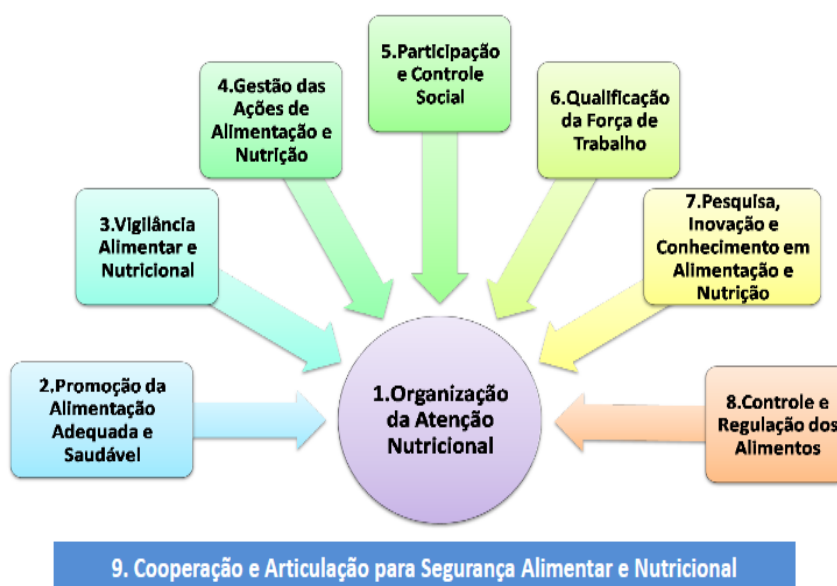 1.Organização
da Atenção
Nutricional
2.Promoção da
Alimentação
Adequada e
Saudável
3.Vigilância
Alimentar e
Nutricional
4.Gestão das
Ações de
Alimentação e
Nutrição
5.Participação
e Controle
Social
6.Qualificação
da Força de
Trabalho
7.Pesquisa,
Inovação e
Conhecimento em
Alimentação e
Nutrição
8.Controle e
Regulação dos
Alimentos
9. Cooperação e Articulação para Segurança Alimentar e Nutricional